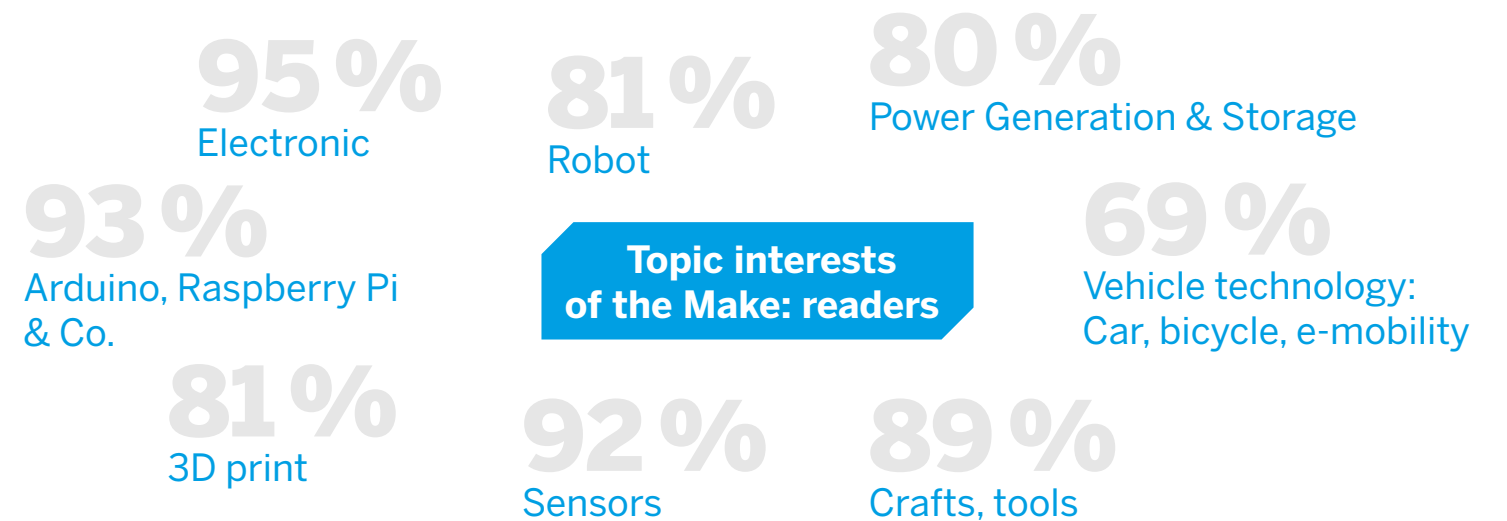 95 %
Electronic
81 %
Robot
80 %
Power Generation & Storage
93 %
Arduino, Raspberry Pi
& Co.
Topic interests
of the Make: readers
69 %
Vehicle technology:
Car, bicycle, e-mobility
81 %
3D print
92 %
Sensors
89 %
Crafts, tools